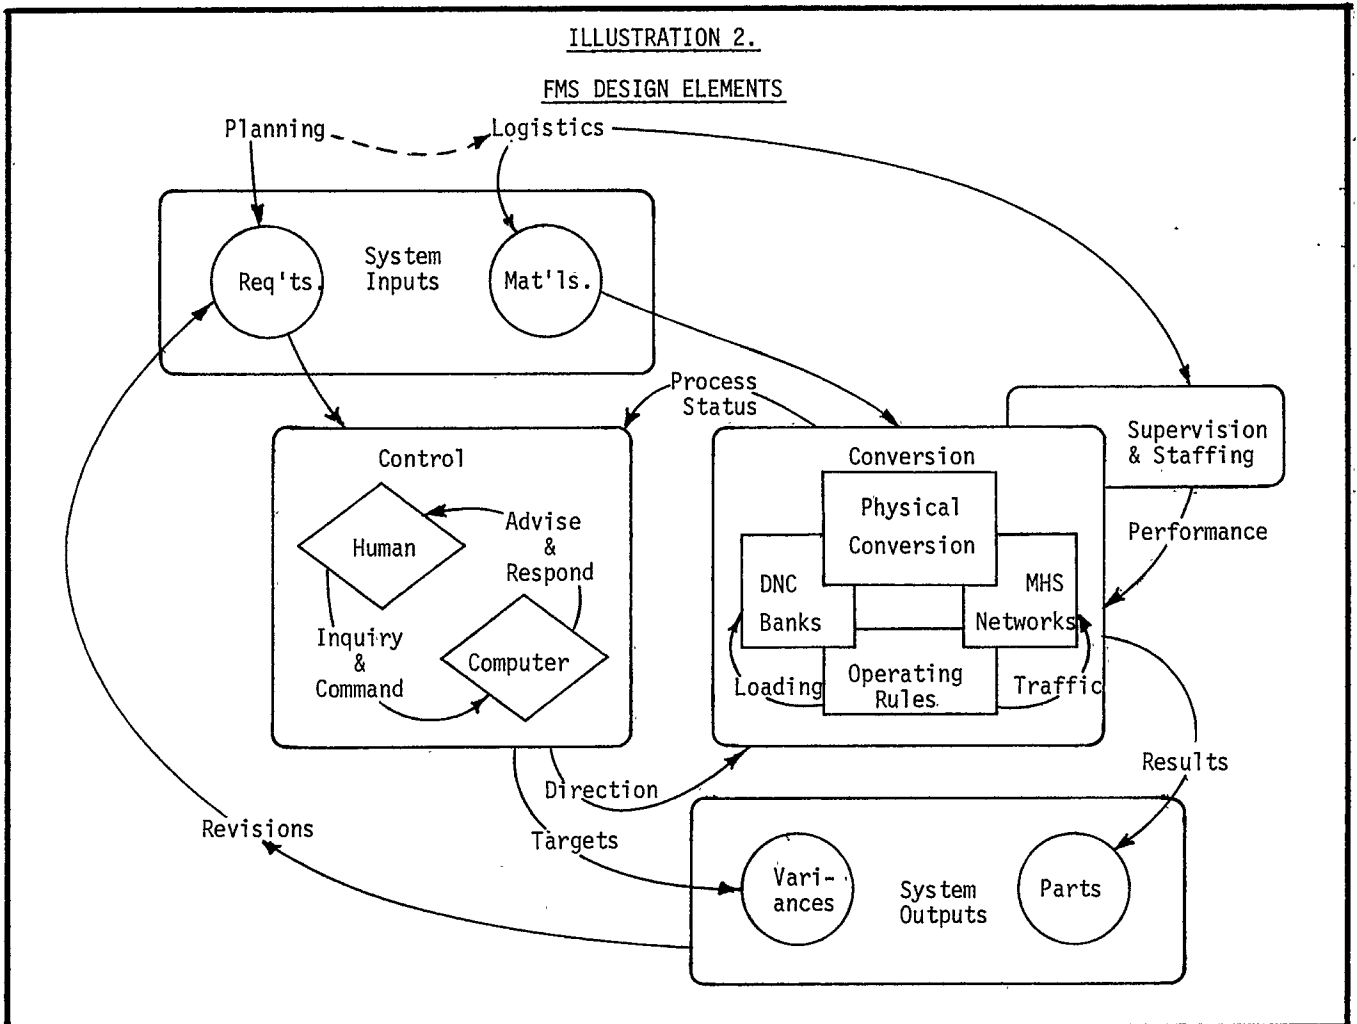 ILLUSTRATION 2.
FMS DESIGN ELEMENTS
Planning
Logistics
System
Inputs
Req'ts.
Mat'ls.
Process
Status
Supervision
& Staffing
Control
Conversion
Physical
Conversion
Advise
&
Respond
Human
Performance
DNC
Banks
MHS
Networks
Inquiry
&
Command
Computer
Loading
Operating
Rules
Traffic
Direction
Results
Revisions
Targets
Vari-
ances
System
Outputs
Parts